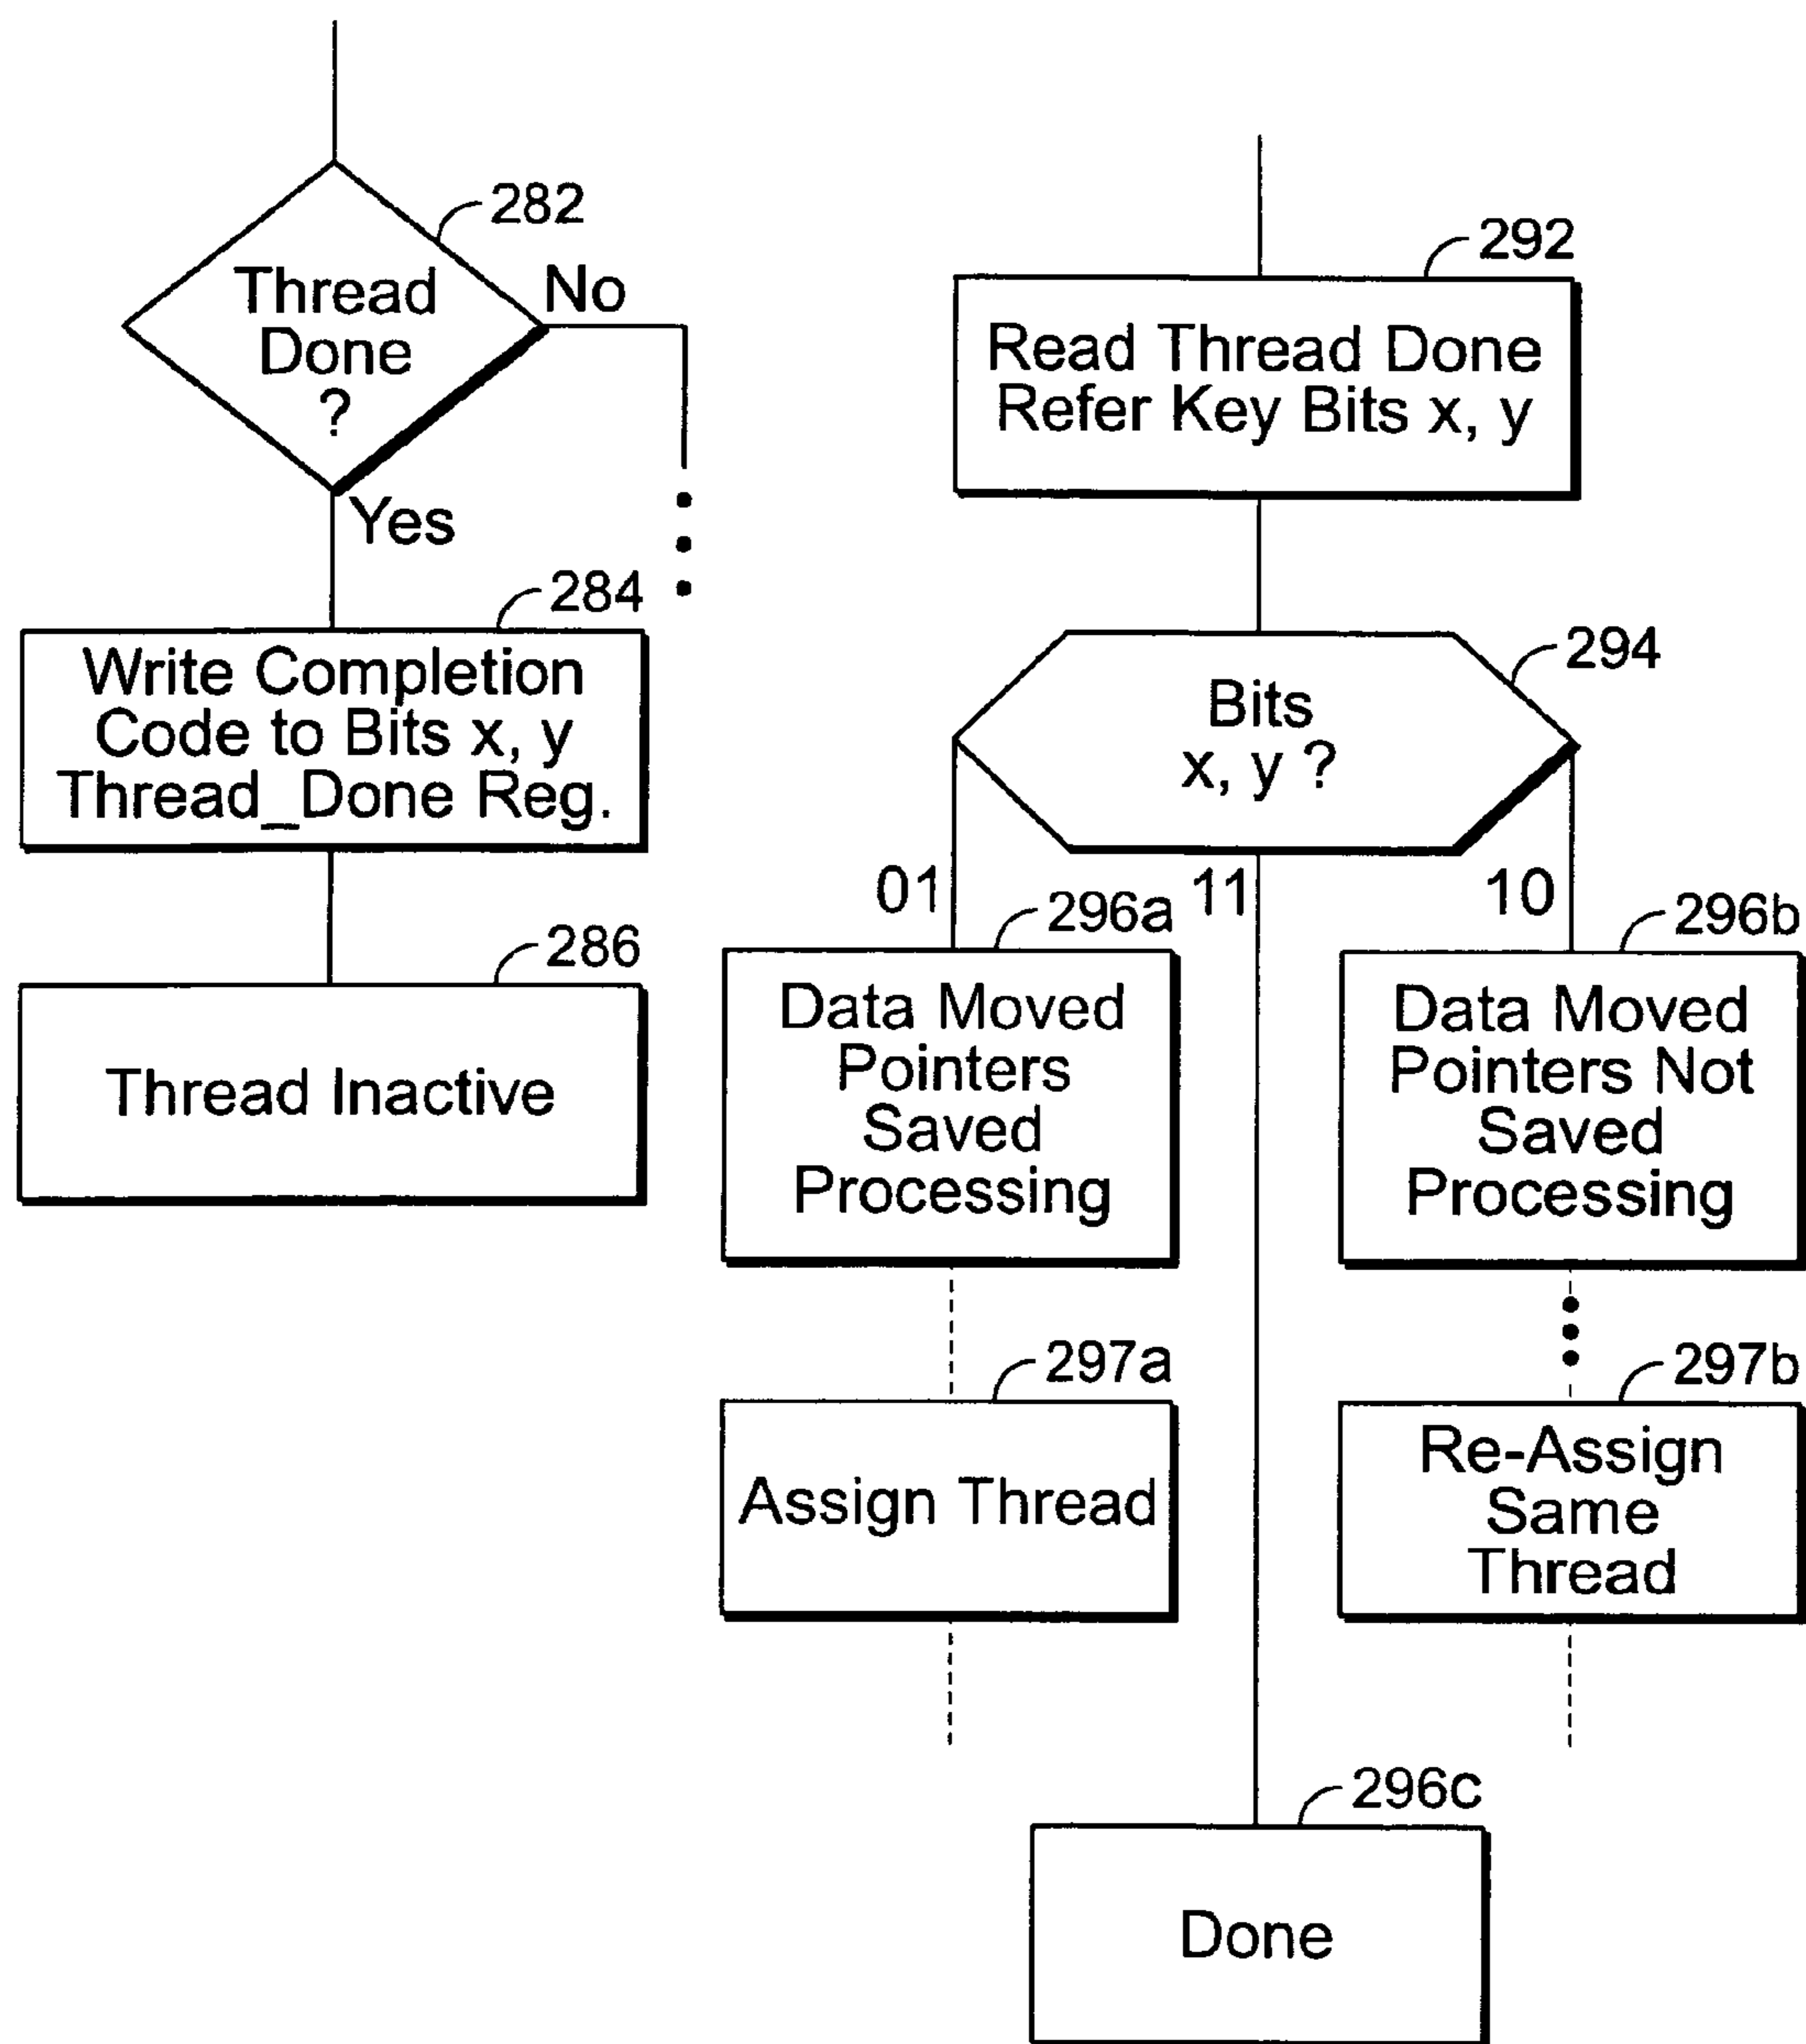 282
Thread
Done
?
No
Yes
284
Write Completion
Code to Bits x, y
Thread_Done Reg.
286
Thread Inactive
292
Read Thread Done
Refer Key Bits x, y
294
Bits
x, y ?
01
11
10
296a
Data Moved
Pointers
Saved
Processing
296b
Data Moved
Pointers Not
Saved
Processing
297a
Assign Thread
297b
Re-Assign
Same
Thread
296c
Done